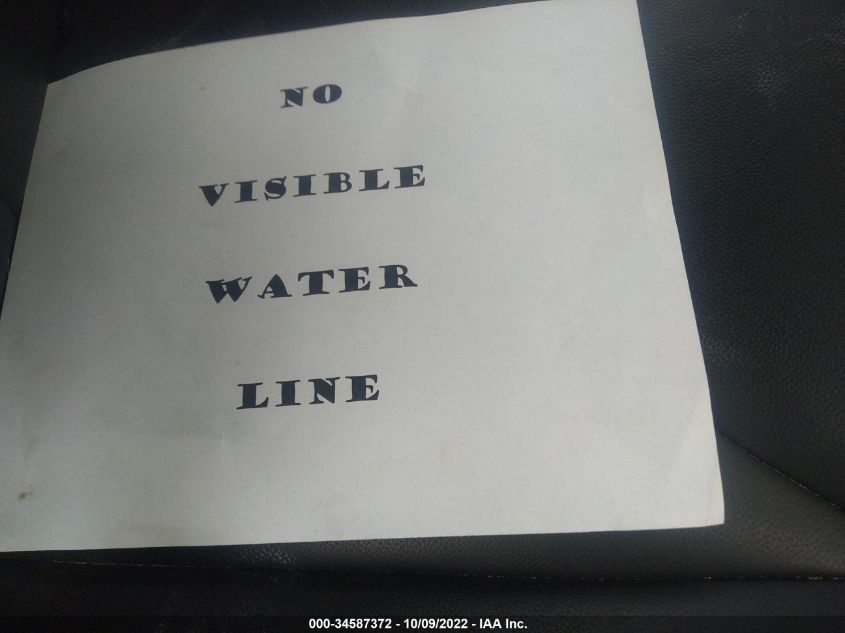 NO
VISIBLE
WATER
LINE
000-34587372 - 10/09/2022 - IAA Inc.